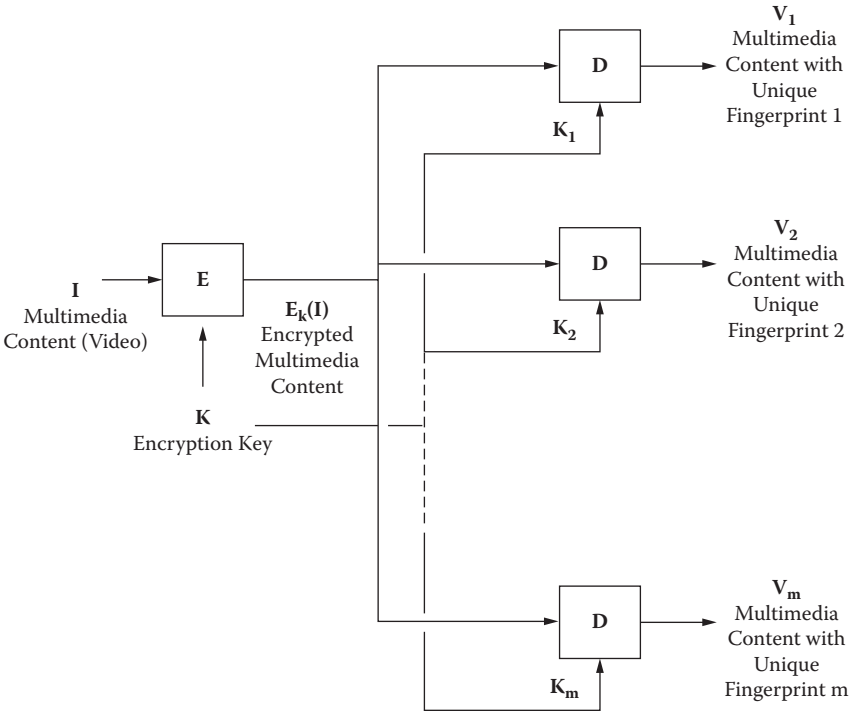 V₁
Multimedia
Content with
Unique
Fingerprint 1
D
K₁
V₂
Multimedia
Content with
Unique
Fingerprint 2
D
K₂
E
I
Multimedia
Content (Video)
Eₖ(I)
Encrypted
Multimedia
Content
K
Encryption Key
Vₘ
Multimedia
Content with
Unique
Fingerprint m
D
Kₘ